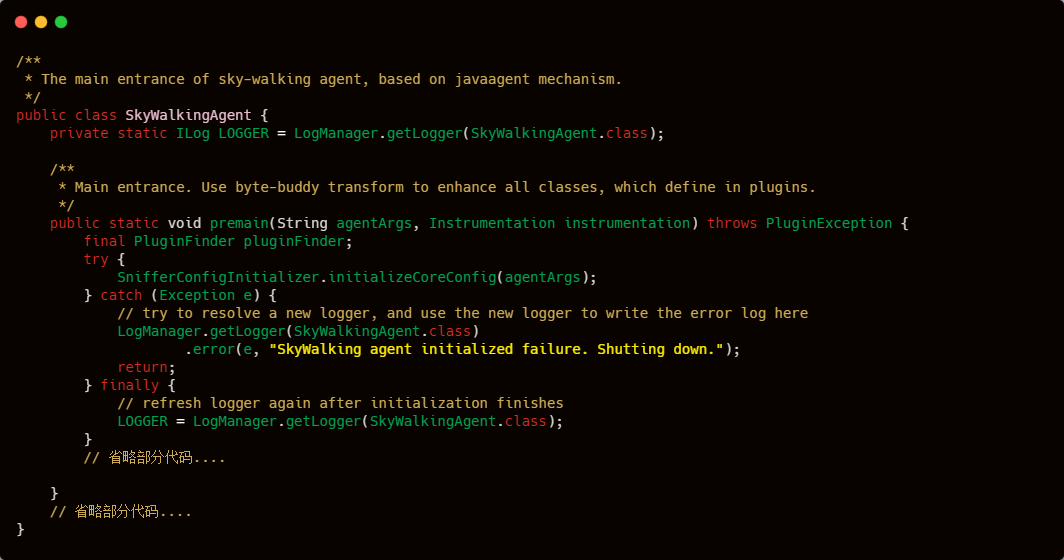 /**
 * The main entrance of sky-walking agent, based on javaagent mechanism.
 */
public class SkyWalkingAgent {
    private static ILog LOGGER = LogManager.getLogger(SkyWalkingAgent.class);

    /**
     * Main entrance. Use byte-buddy transform to enhance all classes, which define in plugins.
     */
    public static void premain(String agentArgs, Instrumentation instrumentation) throws PluginException {
        final PluginFinder pluginFinder;
        try {
            SnifferConfigInitializer.initializeCoreConfig(agentArgs);
        } catch (Exception e) {
            // try to resolve a new logger, and use the new logger to write the error log here
            LogManager.getLogger(SkyWalkingAgent.class)
                    .error(e, "SkyWalking agent initialized failure. Shutting down.");
            return;
        } finally {
            // refresh logger again after initialization finishes
            LOGGER = LogManager.getLogger(SkyWalkingAgent.class);
        }
        // 省略部分代码....

    }
    // 省略部分代码....
}